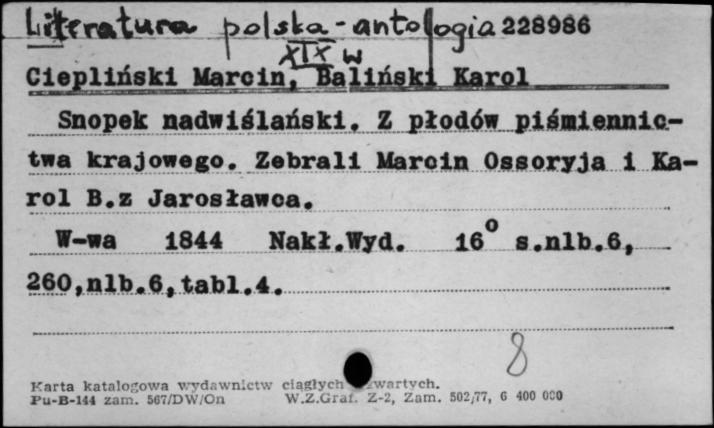 Literatura polska - antologia 228986
XIX w
Ciepliński Marcin, Baliński Karol
Snopek nadwiślański. Z płodów piśmiennic-
twa krajowego. Zebrali Marcin Ossoryja i Ka-
rol B.z Jarosławca.
W-wa 1844 Nakł.Wyd. 16° s.nlb.6,
260,nlb.6,tabl.4.
8
Karta katalogowa wydawnictw ciągłych wartych.
Pu-B-144 zam. 567/DW/On W.Z.Graf. Z-2, Zam. 502/77, 6 400 000